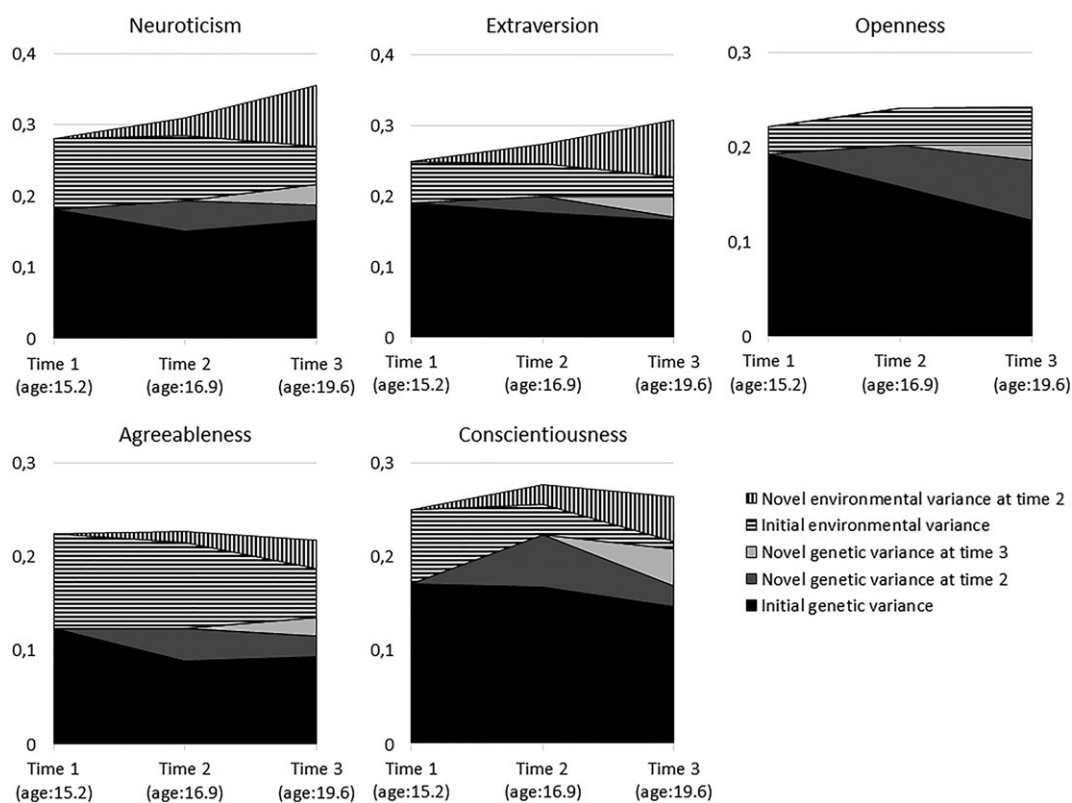 Neuroticism
0,4
0,3
0,2
0,1
0
Time 1
(age:15.2)
Time 2
(age:16.9)
Time 3
(age:19.6)
Extraversion
0,4
0,3
0,2
0,1
0
Time 1
(age:15.2)
Time 2
(age:16.9)
Time 3
(age:19.6)
Openness
0,3
0,2
0,1
0
Time 1
(age:15.2)
Time 2
(age:16.9)
Time 3
(age:19.6)
Agreeableness
0,3
0,2
0,1
0
Time 1
(age:15.2)
Time 2
(age:16.9)
Time 3
(age:19.6)
Conscientiousness
0,3
0,2
0,1
0
Time 1
(age:15.2)
Time 2
(age:16.9)
Time 3
(age:19.6)
Novel environmental variance at time 2
Initial environmental variance
Novel genetic variance at time 3
Novel genetic variance at time 2
Initial genetic variance